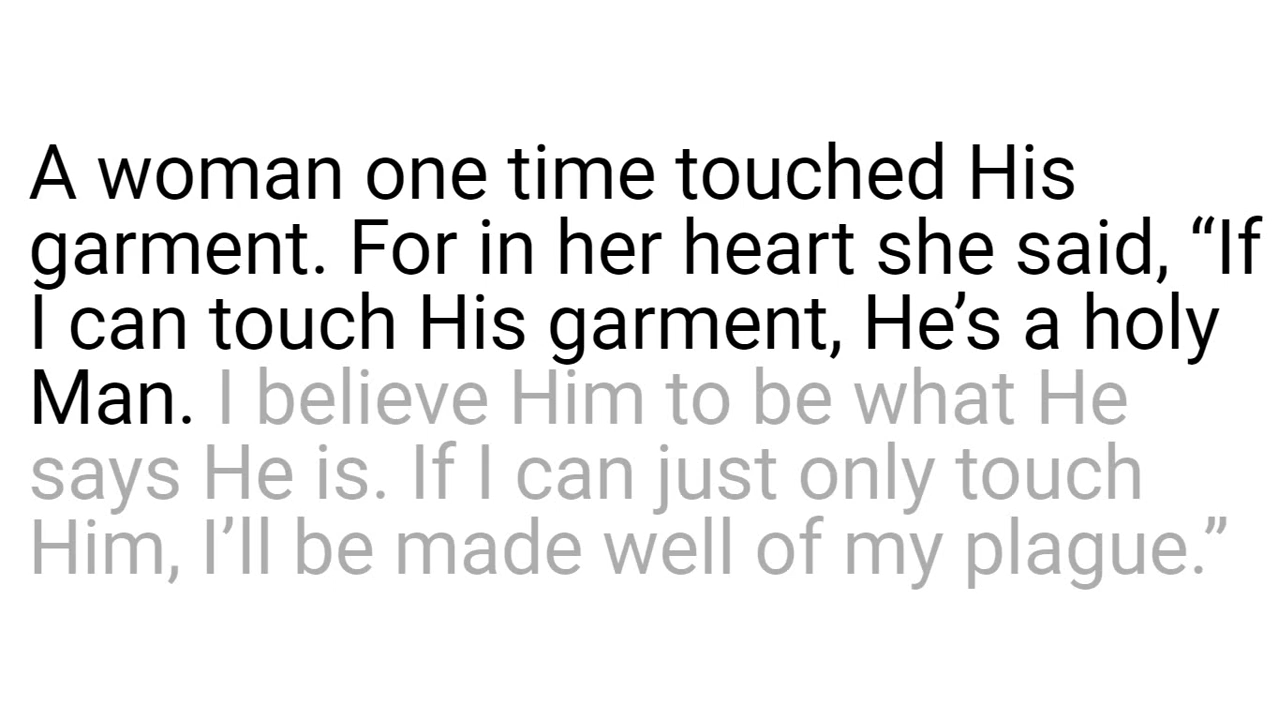 A woman one time touched His
garment. For in her heart she said, “If
I can touch His garment, He’s a holy
Man. I believe Him to be what He
says He is. If I can just only touch
Him, I’ll be made well of my plague.”